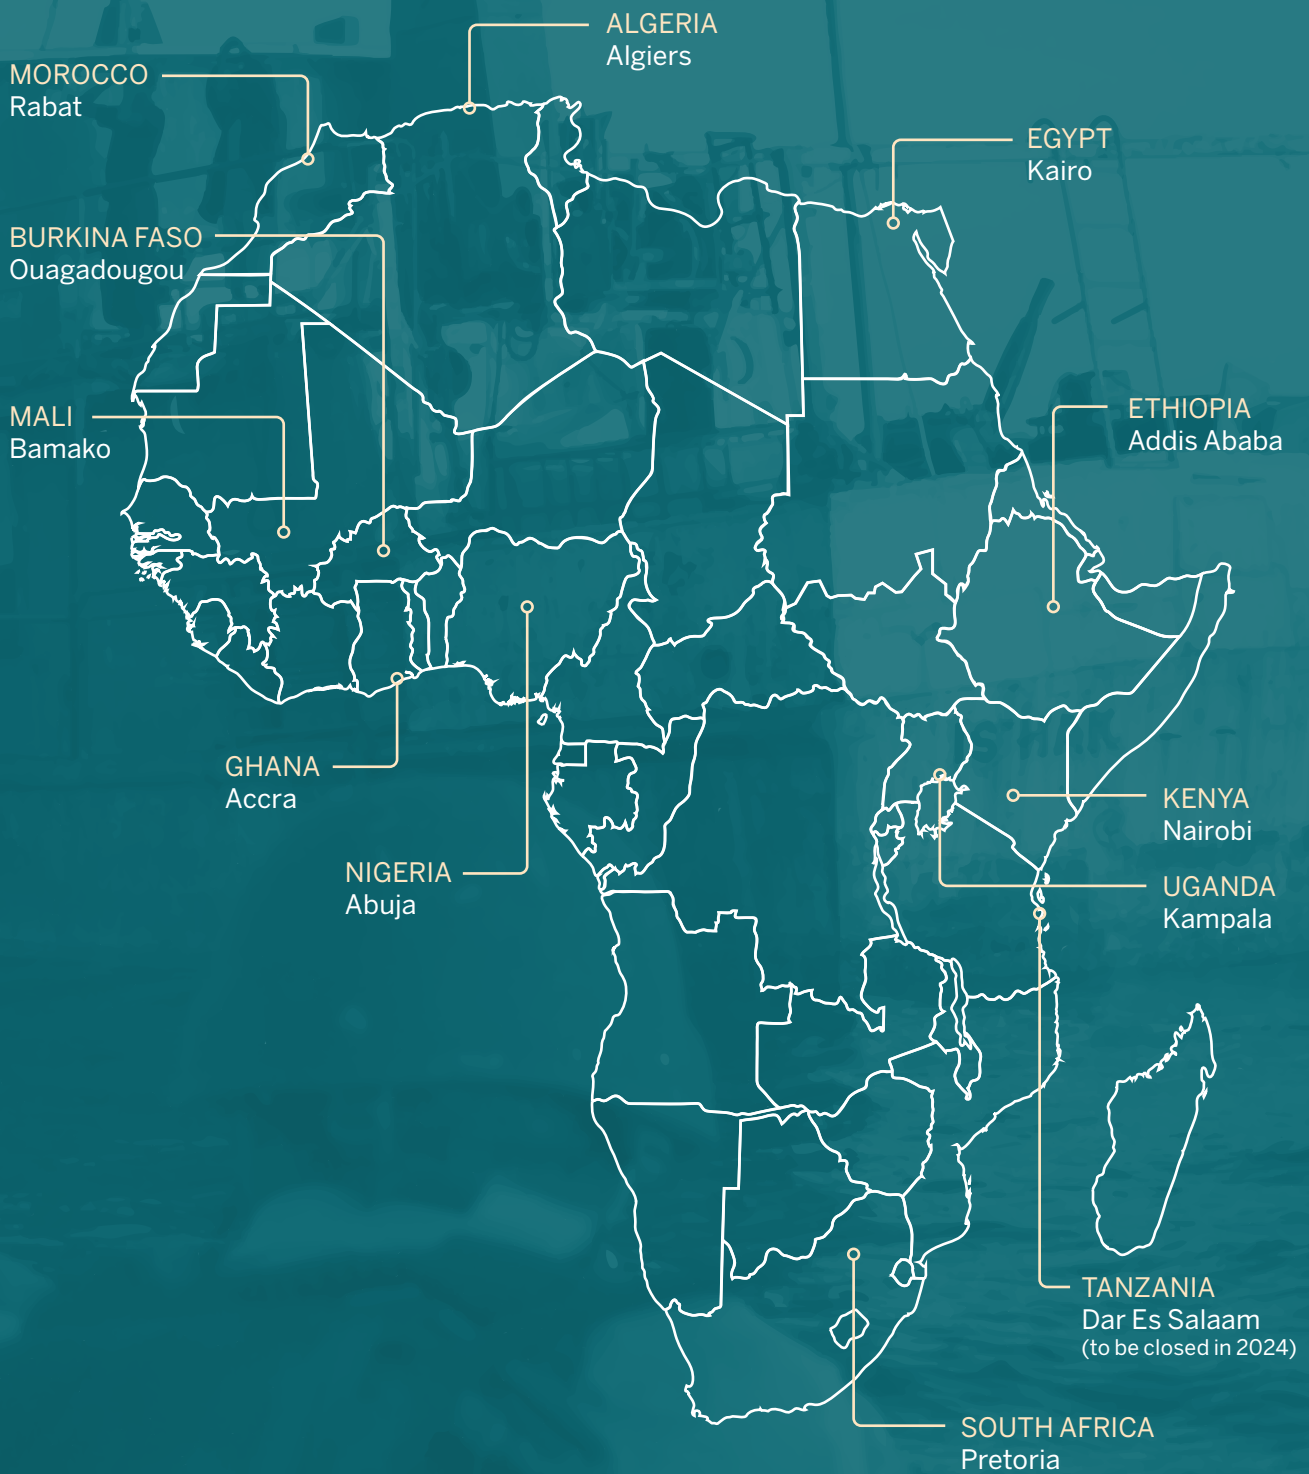 ALGERIA
Algiers
MOROCCO
Rabat
EGYPT
Kairo
BURKINA FASO
Ouagadougou
MALI
Bamako
ETHIOPIA
Addis Ababa
GHANA
Accra
KENYA
Nairobi
NIGERIA
Abuja
UGANDA
Kampala
TANZANIA
Dar Es Salaam
(to be closed in 2024)
SOUTH AFRICA
Pretoria